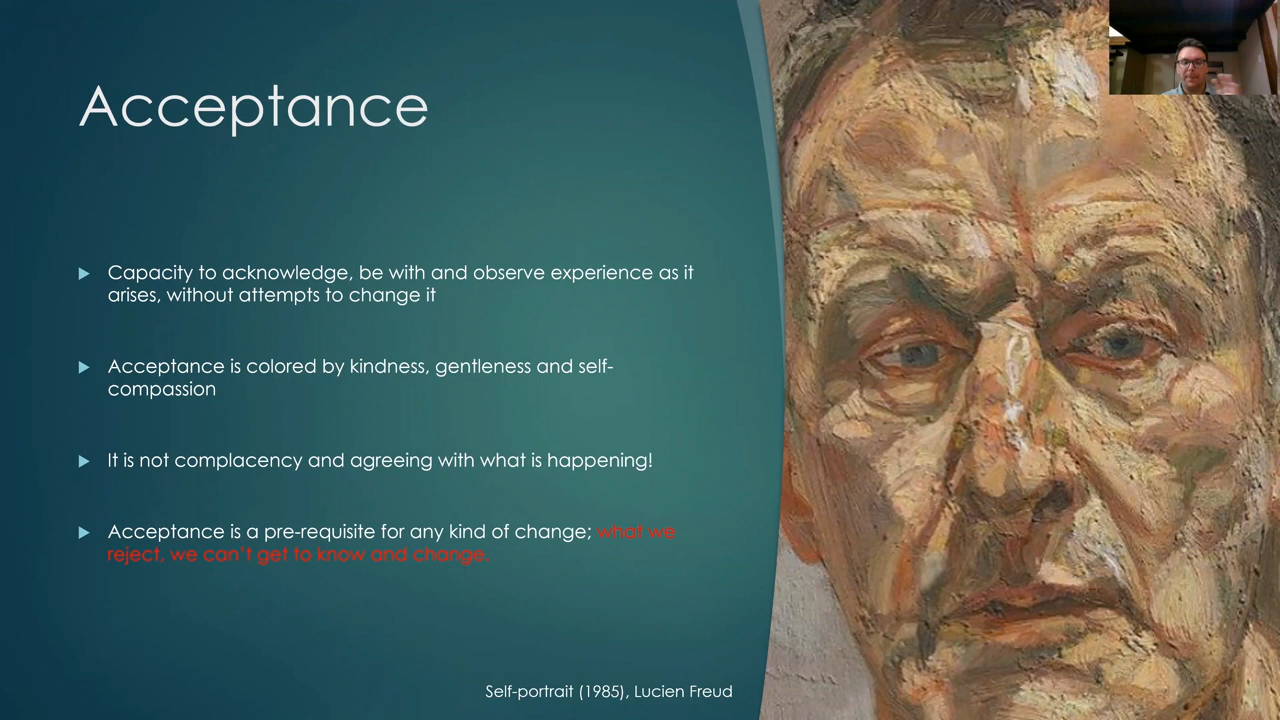 Acceptance
Capacity to acknowledge, be with and observe experience as it
arises, without attempts to change it
Acceptance is colored by kindness, gentleness and self-
compassion
It is not complacency and agreeing with what is happening!
Acceptance is a pre-requisite for any kind of change; what we
reject, we can't get to know and change.
Self-portrait (1985), Lucien Freud